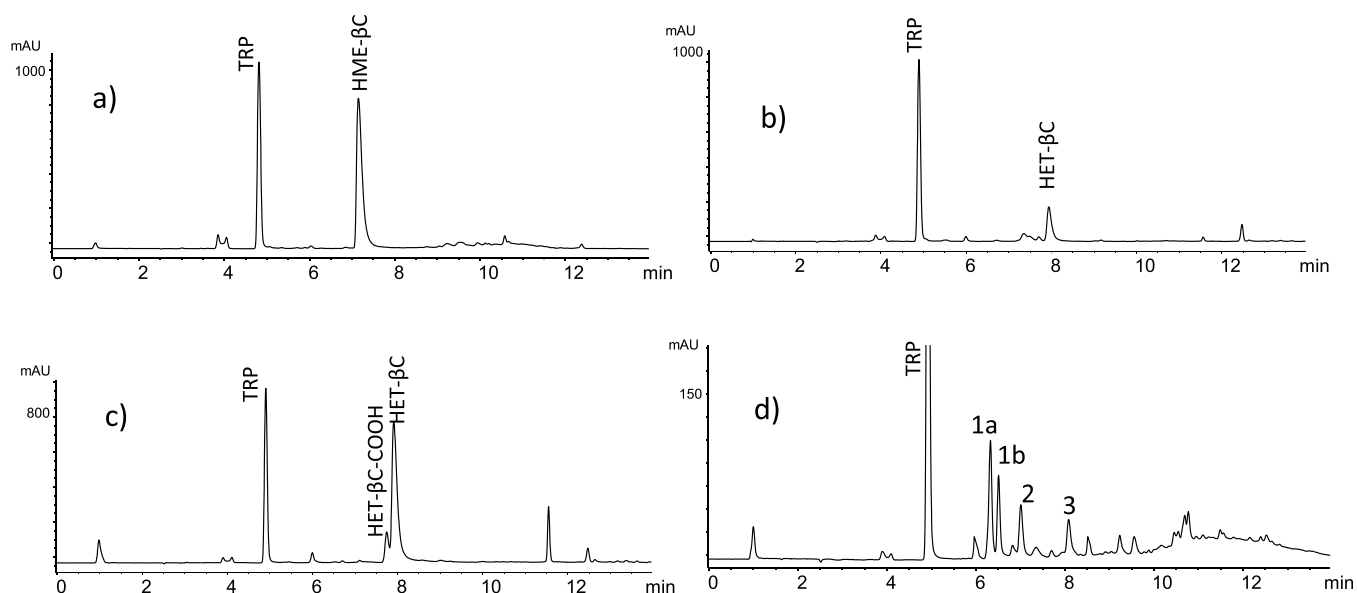 mAU
1000
a)
TRP
HME-βC
0 2 4 6 8 10 12 min
mAU
1000
b)
TRP
HET-βC
0 2 4 6 8 10 12 min
mAU
800
c)
TRP
HET-βC-COOH
HET-βC
0 2 4 6 8 10 12 min
mAU
150
d)
TRP
1a
1b
2
3
0 2 4 6 8 10 12 min